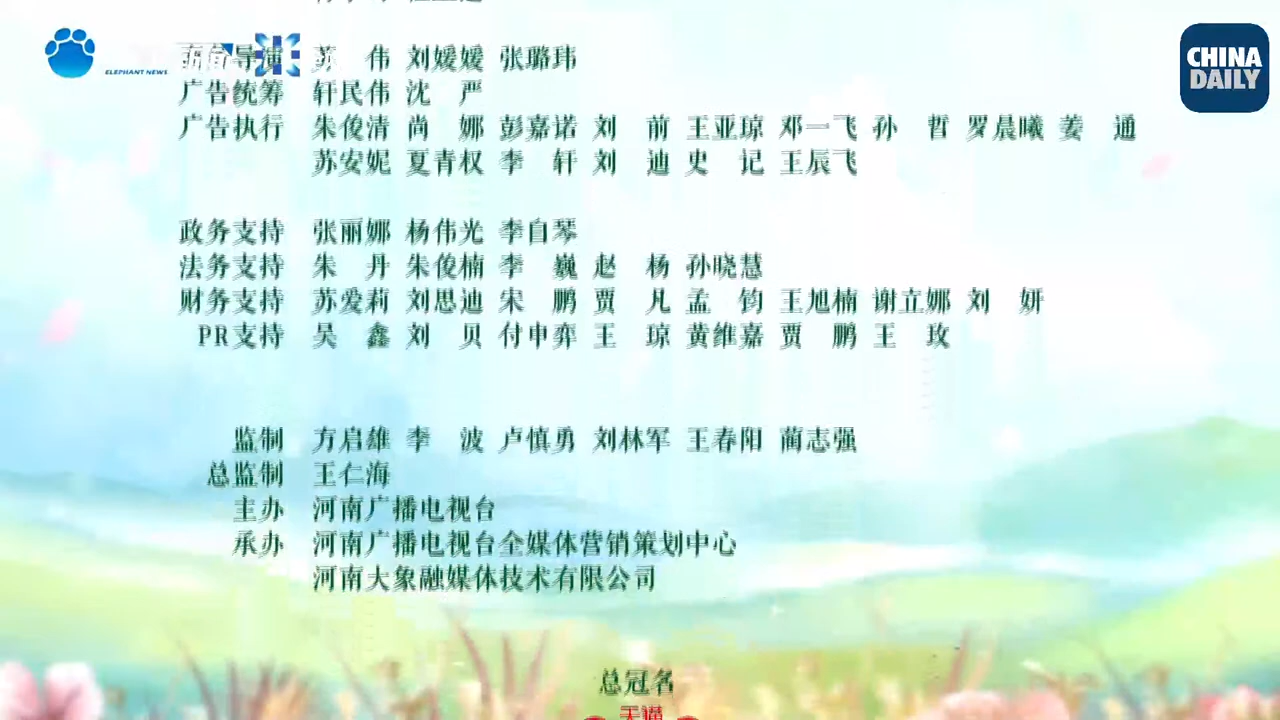 ELEPHANT NEWS
CHINA DAILY
导演 苏 伟 刘媛媛 张璐玮
广告统筹 轩民伟 沈 严
广告执行 朱俊清 尚 娜 彭嘉诺 刘 前 王亚琼 邓一飞 孙 哲 罗晨曦 姜 通
苏安妮 夏青权 李 轩 刘 迪 史 记 王辰飞
政务支持 张丽娜 杨伟光 李自琴
法务支持 朱 丹 朱俊楠 李 巍 赵 杨 孙晓慧
财务支持 苏爱莉 刘思迪 宋 鹏 贾 凡 孟 钧 王旭楠 谢立娜 刘 妍
PR支持 吴 鑫 刘 贝 付申弈 王 琼 黄维嘉 贾 鹏 王 玫
监制 方启雄 李 波 卢慎勇 刘林军 王春阳 蔺志强
总监制 王仁海
主办 河南广播电视台
承办 河南广播电视台全媒体营销策划中心
河南大象融媒体技术有限公司
总冠名
天猫